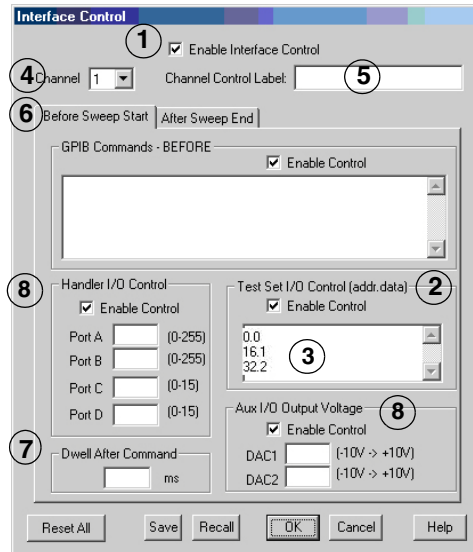 Interface Control
1
Enable Interface Control
4 Channel 1 Channel Control Label: 5
6 Before Sweep Start After Sweep End
GPIB Commands - BEFORE
Enable Control
8 Handler I/O Control
Enable Control
Port A (0-255)
Port B (0-255)
Port C (0-15)
Port D (0-15)
Test Set I/O Control (addr.data) 2
Enable Control
0.0
16.1
32.2
3
7 Dwell After Command
ms
Aux I/O Output Voltage 8
Enable Control
DAC1 (-10V -> +10V)
DAC2 (-10V -> +10V)
Reset All Save Recall OK Cancel Help